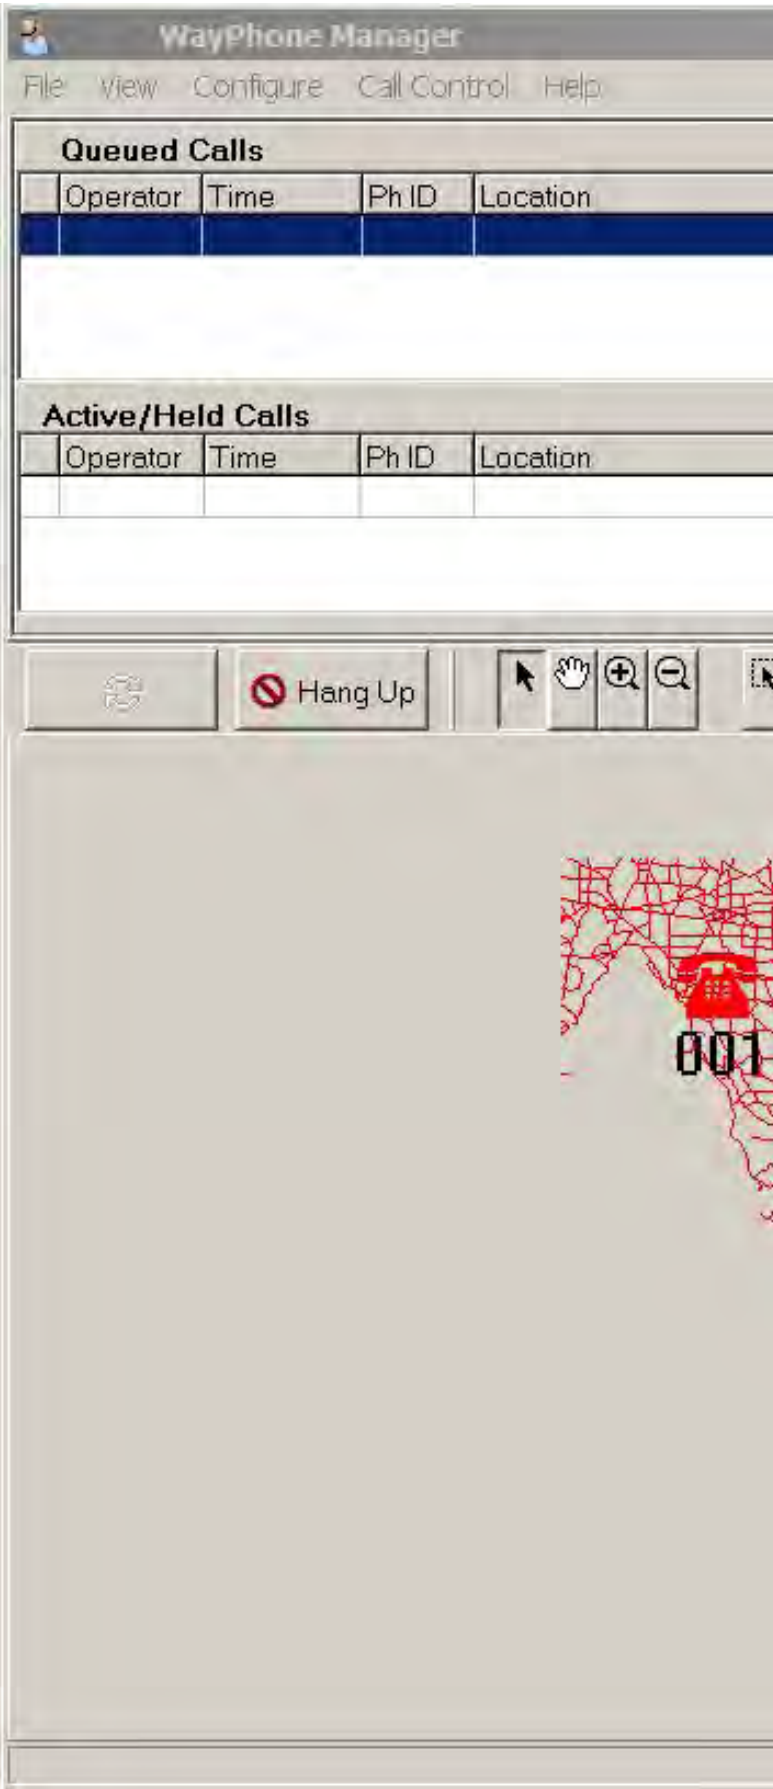 WayPhone Manager
File View Configure Call Control Help
Queued Calls
Operator Time Ph ID Location
Active/Held Calls
Operator Time Ph ID Location
Hang Up
001